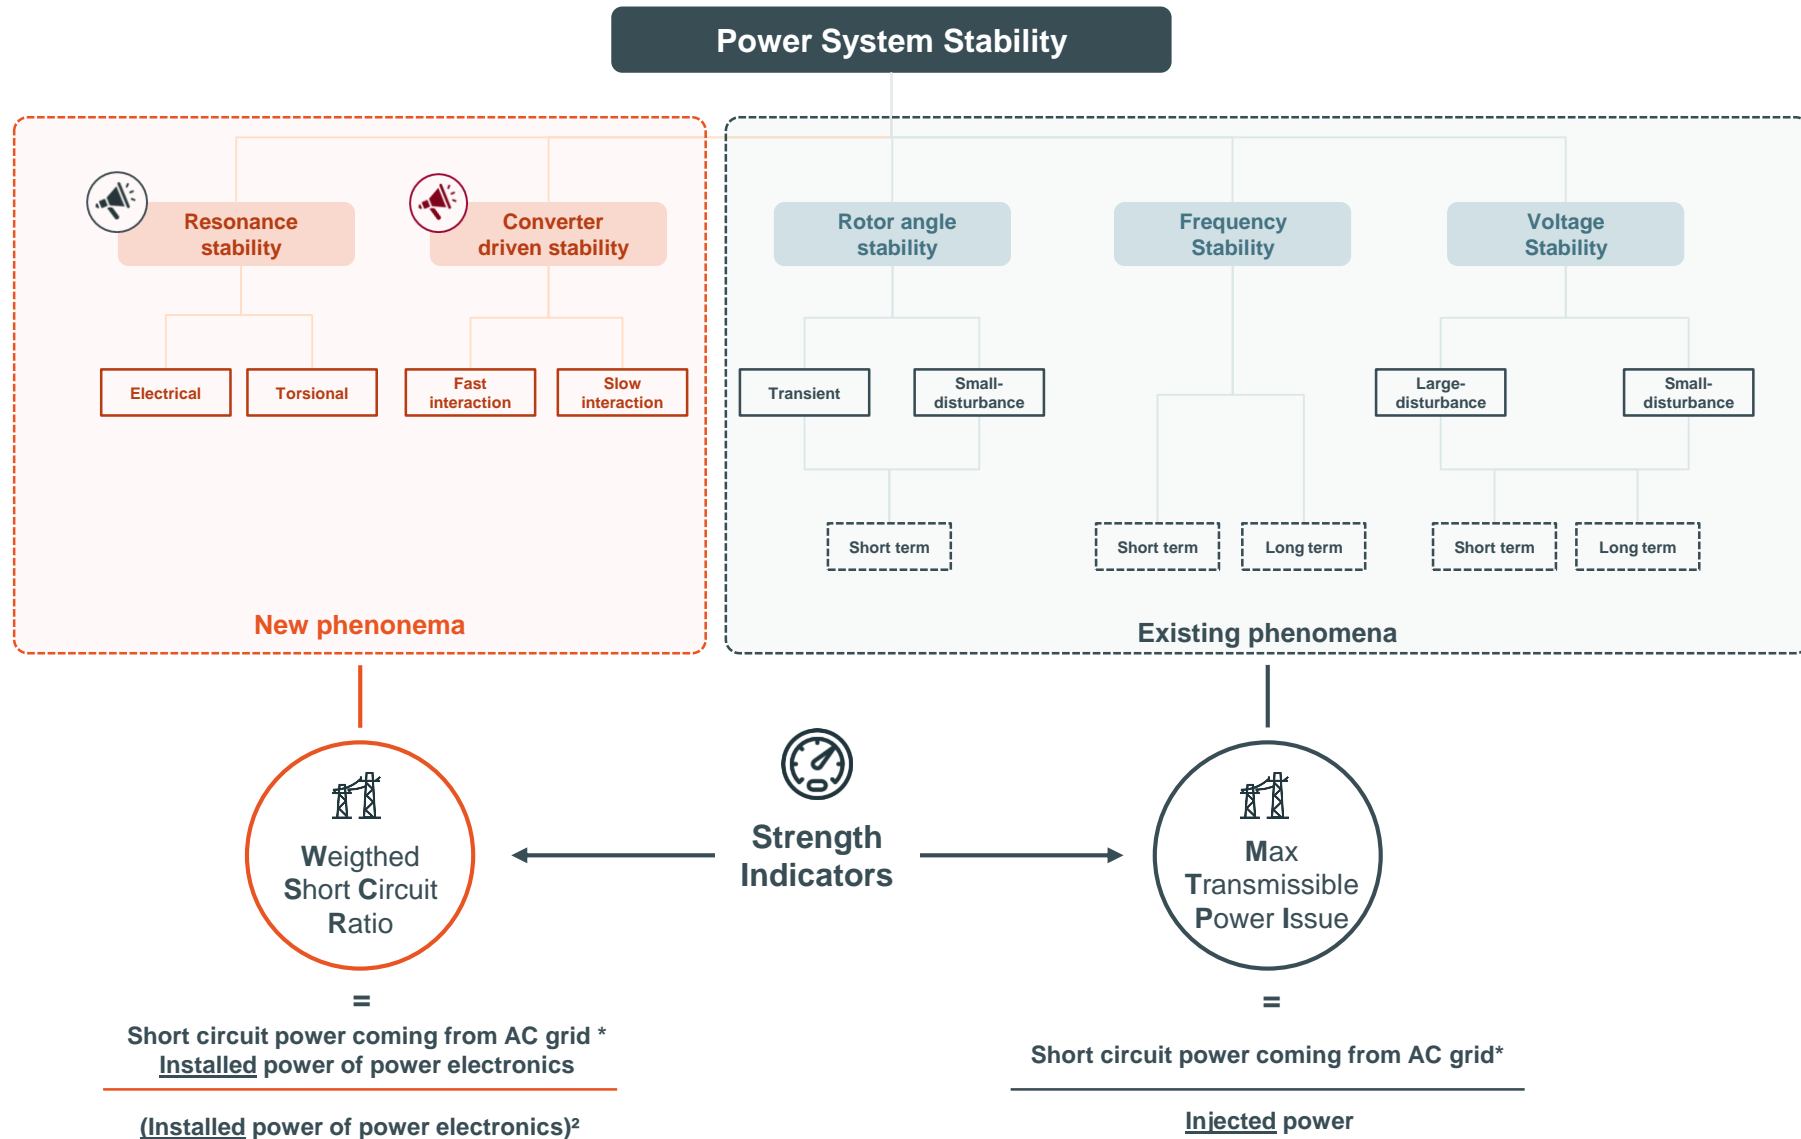 Power System Stability
Resonance
stability
Converter
driven stability
Rotor angle
stability
Frequency
Stability
Voltage
Stability
Electrical
Torsional
Fast
interaction
Slow
interaction
Transient
Small-
disturbance
Large-
disturbance
Small-
disturbance
Short term
Short term
Long term
Short term
Long term
New phenonema
Existing phenomena
Weigthed
Short Circuit
Ratio
Strength
Indicators
Max
Transmissible
Power Issue
=
Short circuit power coming from AC grid *
Installed power of power electronics
(Installed power of power electronics)²
=
Short circuit power coming from AC grid*
Injected power